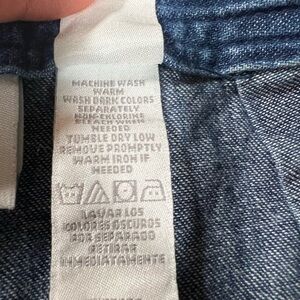 MACHINE WASH
WARM
WASH DARK COLORS
SEPARATELY
NON-CHLORINE
BLEACH WHEN
NEEDED
TUMBLE DRY LOW
REMOVE PROMPTLY
WARM IRON IF
NEEDED
LAVAR LOS
COLORES OSCUROS
POR SEPARADO
RETIRAR
IMMEDIATAMENTE